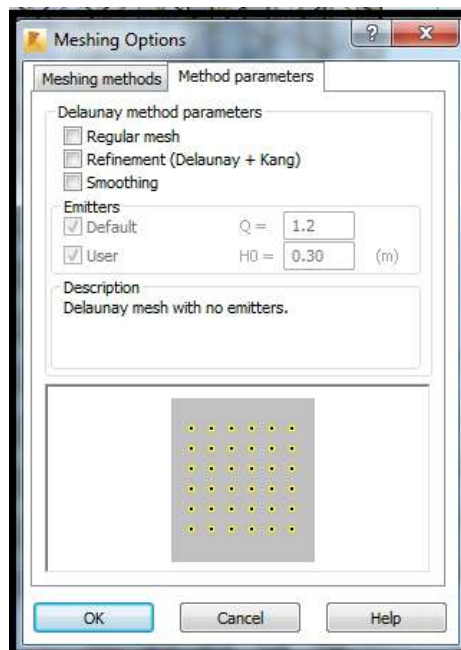 Meshing Options
?
X
Meshing methods
Method parameters
Delaunay method parameters
Regular mesh
Refinement (Delaunay + Kang)
Smoothing
Emitters
Default Q = 1.2
User H0 = 0.30 (m)
Description
Delaunay mesh with no emitters.
OK Cancel Help